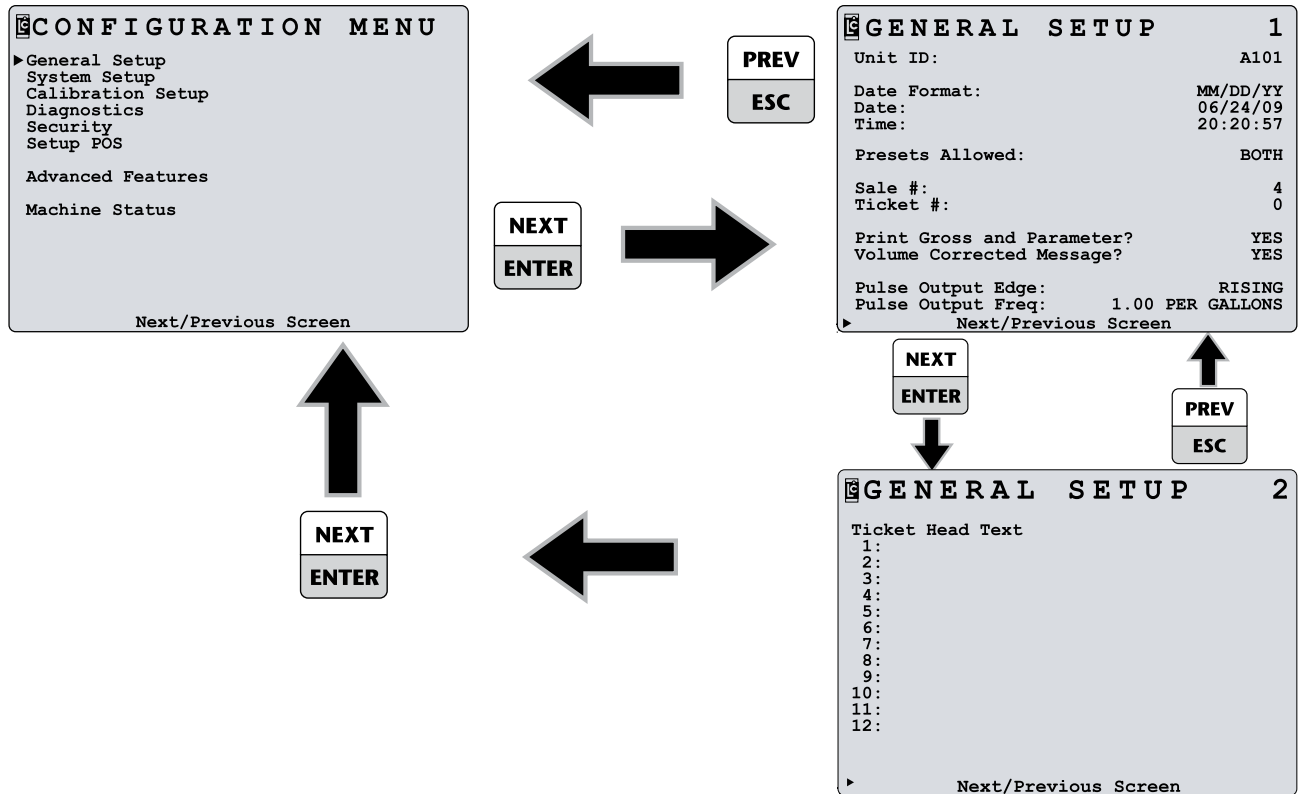 CONFIGURATION MENU
General Setup
System Setup
Calibration Setup
Diagnostics
Security
Setup POS
Advanced Features
Machine Status
Next/Previous Screen
PREV
ESC
NEXT
ENTER
GENERAL SETUP 1
Unit ID: A101
Date Format: MM/DD/YY
Date: 06/24/09
Time: 20:20:57
Presets Allowed: BOTH
Sale #: 4
Ticket #: 0
Print Gross and Parameter? YES
Volume Corrected Message? YES
Pulse Output Edge: RISING
Pulse Output Freq: 1.00 PER GALLONS
Next/Previous Screen
NEXT
ENTER
PREV
ESC
GENERAL SETUP 2
Ticket Head Text
1:
2:
3:
4:
5:
6:
7:
8:
9:
10:
11:
12:
Next/Previous Screen
NEXT
ENTER